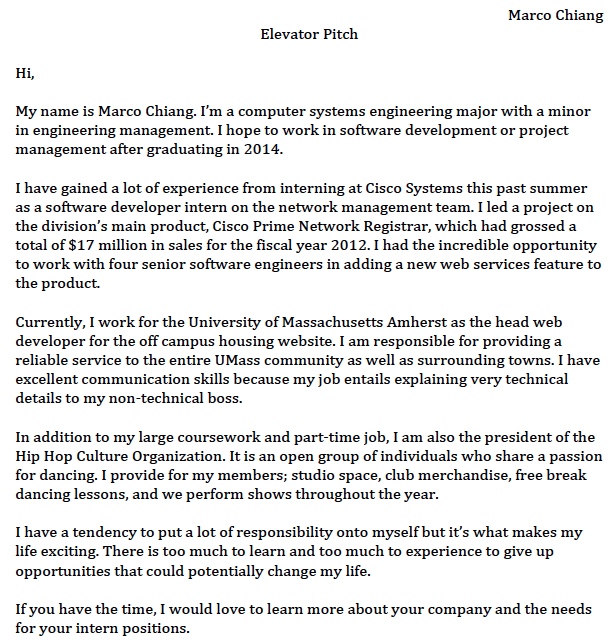 Marco Chiang
Elevator Pitch
Hi,
My name is Marco Chiang. I’m a computer systems engineering major with a minor
in engineering management. I hope to work in software development or project
management after graduating in 2014.
I have gained a lot of experience from interning at Cisco Systems this past summer
as a software developer intern on the network management team. I led a project on
the division’s main product, Cisco Prime Network Registrar, which had grossed a
total of $17 million in sales for the fiscal year 2012. I had the incredible opportunity
to work with four senior software engineers in adding a new web services feature to
the product.
Currently, I work for the University of Massachusetts Amherst as the head web
developer for the off campus housing website. I am responsible for providing a
reliable service to the entire UMass community as well as surrounding towns. I have
excellent communication skills because my job entails explaining very technical
details to my non-technical boss.
In addition to my large coursework and part-time job, I am also the president of the
Hip Hop Culture Organization. It is an open group of individuals who share a passion
for dancing. I provide for my members; studio space, club merchandise, free break
dancing lessons, and we perform shows throughout the year.
I have a tendency to put a lot of responsibility onto myself but it’s what makes my
life exciting. There is too much to learn and too much to experience to give up
opportunities that could potentially change my life.
If you have the time, I would love to learn more about your company and the needs
for your intern positions.